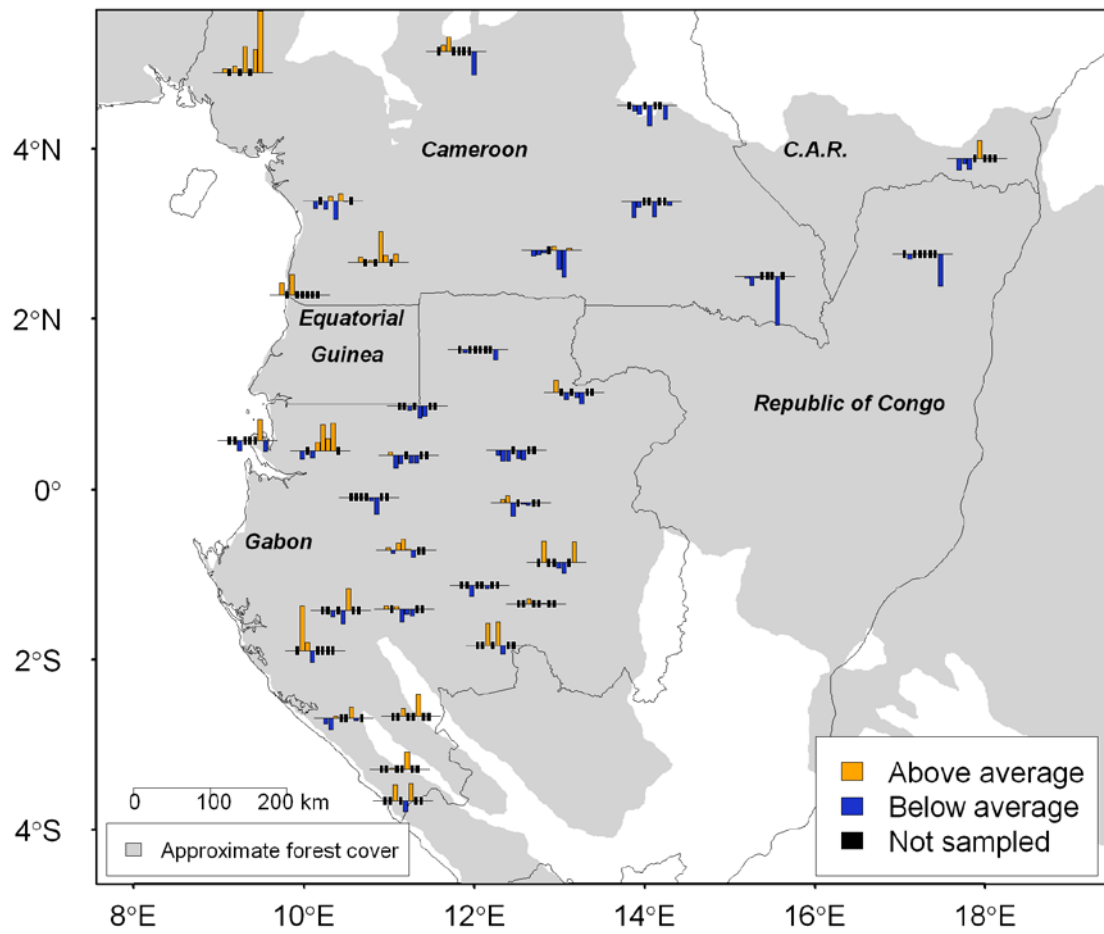 4°N
2°N
0°
2°S
4°S
Cameroon
C.A.R.
Equatorial
Guinea
Republic of Congo
Gabon
0 100 200 km
Approximate forest cover
Above average
Below average
Not sampled
8°E 10°E 12°E 14°E 16°E 18°E